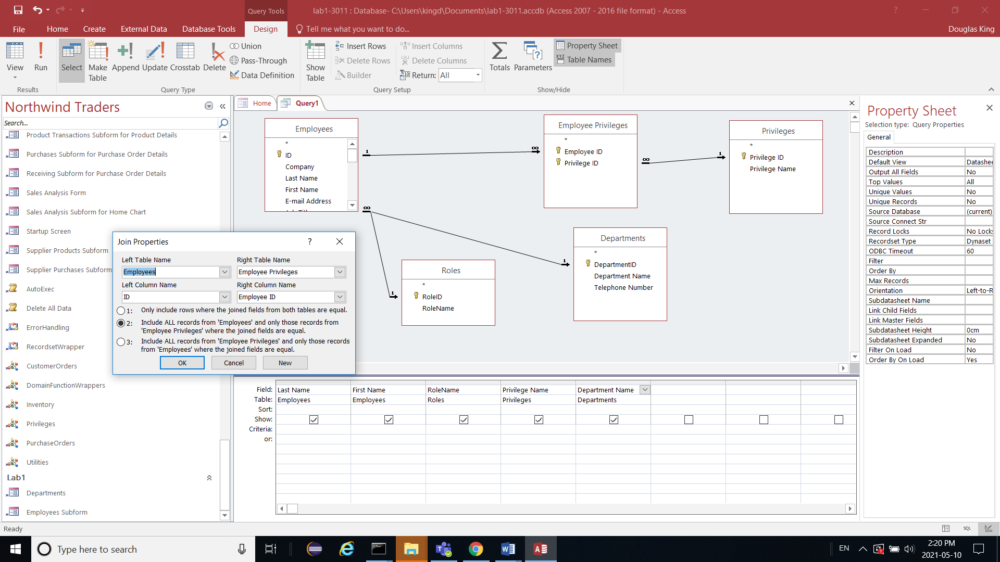 Query Tools
lab1-3011 : Database- C:\Users\kingd\Documents\lab1-3011.accdb (Access 2007 - 2016 file format) - Access
?
File
Home
Create
External Data
Database Tools
Design
Tell me what you want to do...
Douglas King
View
Run
Select
Make Table
Append
Update
Crosstab
Delete
Union
Pass-Through
Data Definition
Show Table
Insert Rows
Delete Rows
Builder
Insert Columns
Delete Columns
Return: All
Totals
Parameters
Property Sheet
Table Names
Results
Query Type
Query Setup
Show/Hide
Northwind Traders
Search...
Product Transactions Subform for Product Details
Purchases Subform for Purchase Order Details
Receiving Subform for Purchase Order Details
Sales Analysis Form
Sales Analysis Subform for Home Chart
Startup Screen
Supplier Products Subform
Supplier Purchases Subform
AutoExec
Delete All Data
ErrorHandling
RecordsetWrapper
CustomerOrders
DomainFunctionWrappers
Inventory
Privileges
PurchaseOrders
Utilities
Lab1
Departments
Employees Subform
Home
Query1
Employees
*
ID
Company
Last Name
First Name
E-mail Address
1
∞
Employee Privileges
*
Employee ID
Privilege ID
∞
1
Privileges
*
Privilege ID
Privilege Name
∞
1
1
Roles
*
RoleID
RoleName
Departments
*
DepartmentID
Department Name
Telephone Number
Join Properties
?
Left Table Name
Right Table Name
Employees
Employee Privileges
Left Column Name
Right Column Name
ID
Employee ID
1: Only include rows where the joined fields from both tables are equal.
2: Include ALL records from 'Employees' and only those records from
'Employee Privileges' where the joined fields are equal.
3: Include ALL records from 'Employee Privileges' and only those records
from 'Employees' where the joined fields are equal.
OK
Cancel
New
Field: Last Name First Name RoleName Privilege Name Department Name
Table: Employees Employees Roles Privileges Departments
Sort:
Show:
Criteria:
or:
Property Sheet
Selection type: Query Properties
General
Description
Default View Datashe
Output All Fields No
Top Values All
Unique Values No
Unique Records No
Source Database (current)
Source Connect Str
Record Locks No Locks
Recordset Type Dynaset
ODBC Timeout 60
Filter
Order By
Max Records
Orientation Left-to-R
Subdatasheet Name
Link Child Fields
Link Master Fields
Subdatasheet Height 0cm
Subdatasheet Expanded No
Filter On Load No
Order By On Load Yes
Ready
SQL
Type here to search
EN
2:20 PM
2021-05-10